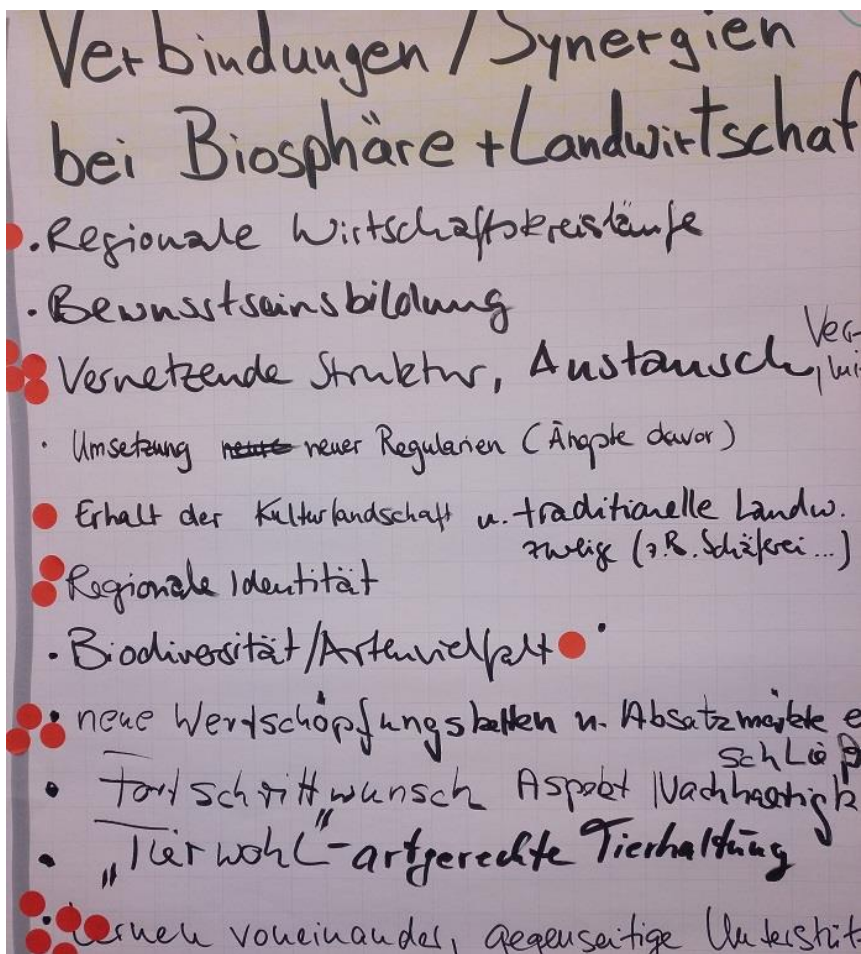 Verbindungen / Synergien
bei Biosphäre + Landwirtschaf
· Regionale Wirtschaftskreisläufe
· Bewusstseinsbildung
Vernetzende Struktur, Austausch, Ver-
· Umsetzung neuer Regularien (Ängste davor)
Erhalt der Kulturlandschaft u. traditionelle Landw.
zweige (z.B. Schäferei...)
Regionale Identität
· Biodiversität/Artenvielfalt
· neue Wertschöpfungsketten u. Absatzmärkte e
schließ
· Fortschrittwunsch Aspekt Nachhaltigk
· „Tierwohl"-artgerechte Tierhaltung
· Lernen voneinander, gegenseitige Unterstüt